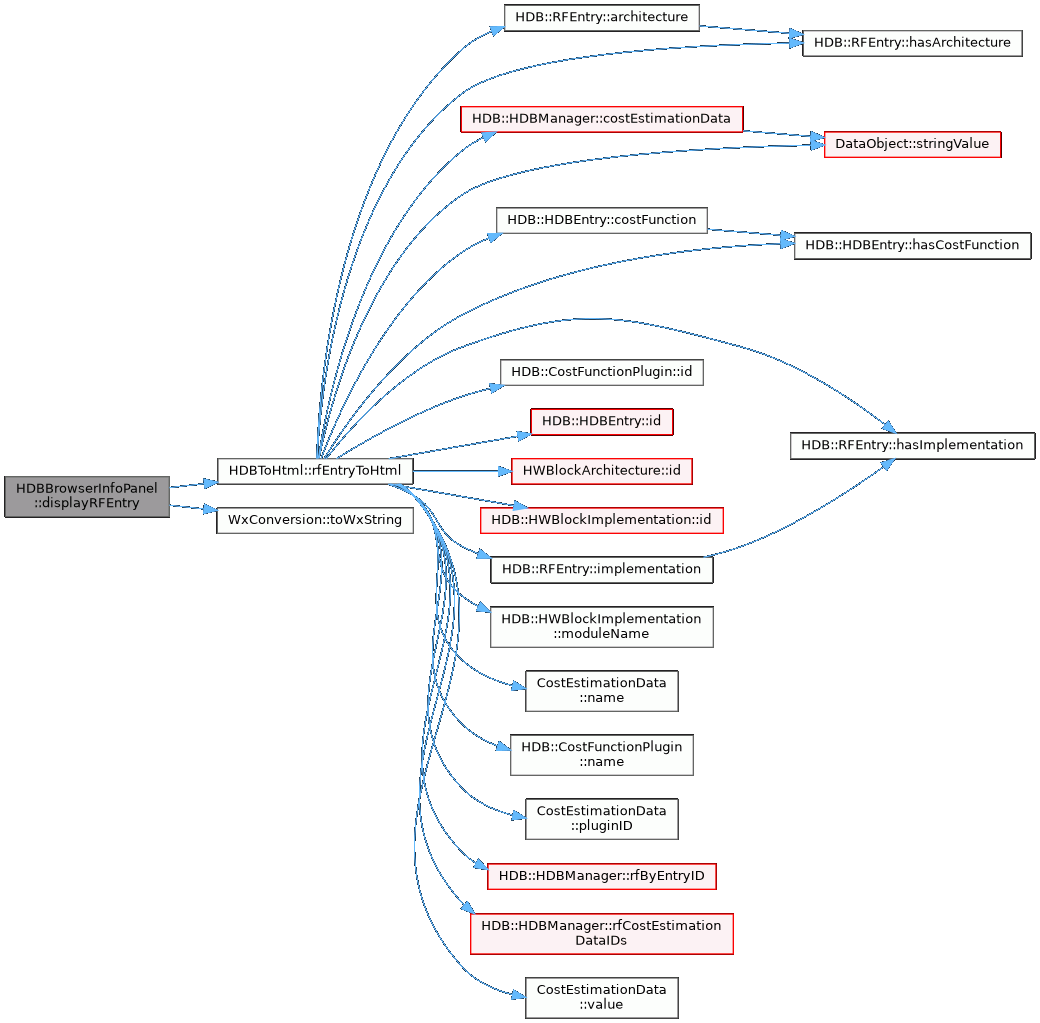 HDB::RFEntry::architecture
HDB::RFEntry::hasArchitecture
HDB::HDBManager::costEstimationData
DataObject::stringValue
HDB::HDBEntry::costFunction
HDB::HDBEntry::hasCostFunction
HDB::CostFunctionPlugin::id
HDB::HDBEntry::id
HDB::RFEntry::hasImplementation
HDBToHtml::rfEntryToHtml
HWBlockArchitecture::id
HDBBrowserInfoPanel
::displayRFEntry
WxConversion::toWxString
HDB::HWBlockImplementation::id
HDB::RFEntry::implementation
HDB::HWBlockImplementation
::moduleName
CostEstimationData
::name
HDB::CostFunctionPlugin
::name
CostEstimationData
::pluginID
HDB::HDBManager::rfByEntryID
HDB::HDBManager::rfCostEstimation
DataIDs
CostEstimationData
::value